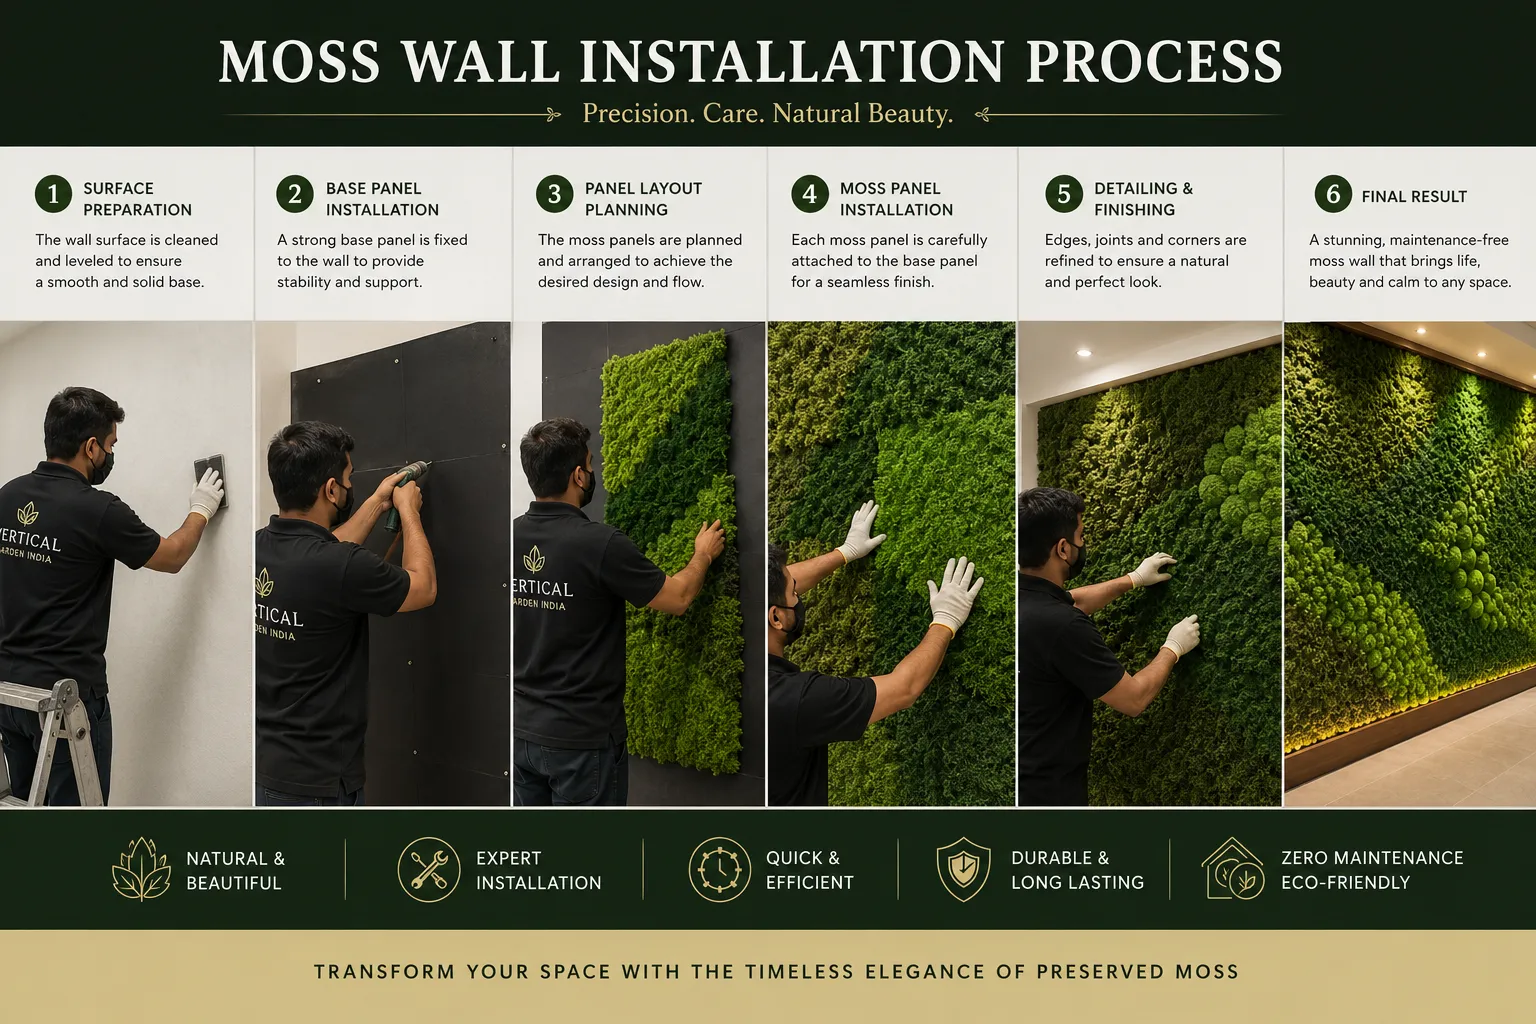 MOSS WALL INSTALLATION PROCESS
Precision. Care. Natural Beauty.
1 SURFACE
PREPARATION
The wall surface is cleaned
and leveled to ensure
a smooth and solid base.
2 BASE PANEL
INSTALLATION
A strong base panel is fixed
to the wall to provide
stability and support.
3 PANEL LAYOUT
PLANNING
The moss panels are planned
and arranged to achieve the
desired design and flow.
4 MOSS PANEL
INSTALLATION
Each moss panel is carefully
attached to the base panel
for a seamless finish.
5 DETAILING &
FINISHING
Edges, joints and corners are
refined to ensure a natural
and perfect look.
6 FINAL RESULT
A stunning, maintenance-free
moss wall that brings life,
beauty and calm to any space.
VERTICAL
ARDEN INDIA
RTICAL
DEN INDIA
ERTICAL
ARDEN INDIA
NATURAL &
BEAUTIFUL
EXPERT
INSTALLATION
QUICK &
EFFICIENT
DURABLE &
LONG LASTING
ZERO MAINTENANCE
ECO-FRIENDLY
TRANSFORM YOUR SPACE WITH THE TIMELESS ELEGANCE OF PRESERVED MOSS